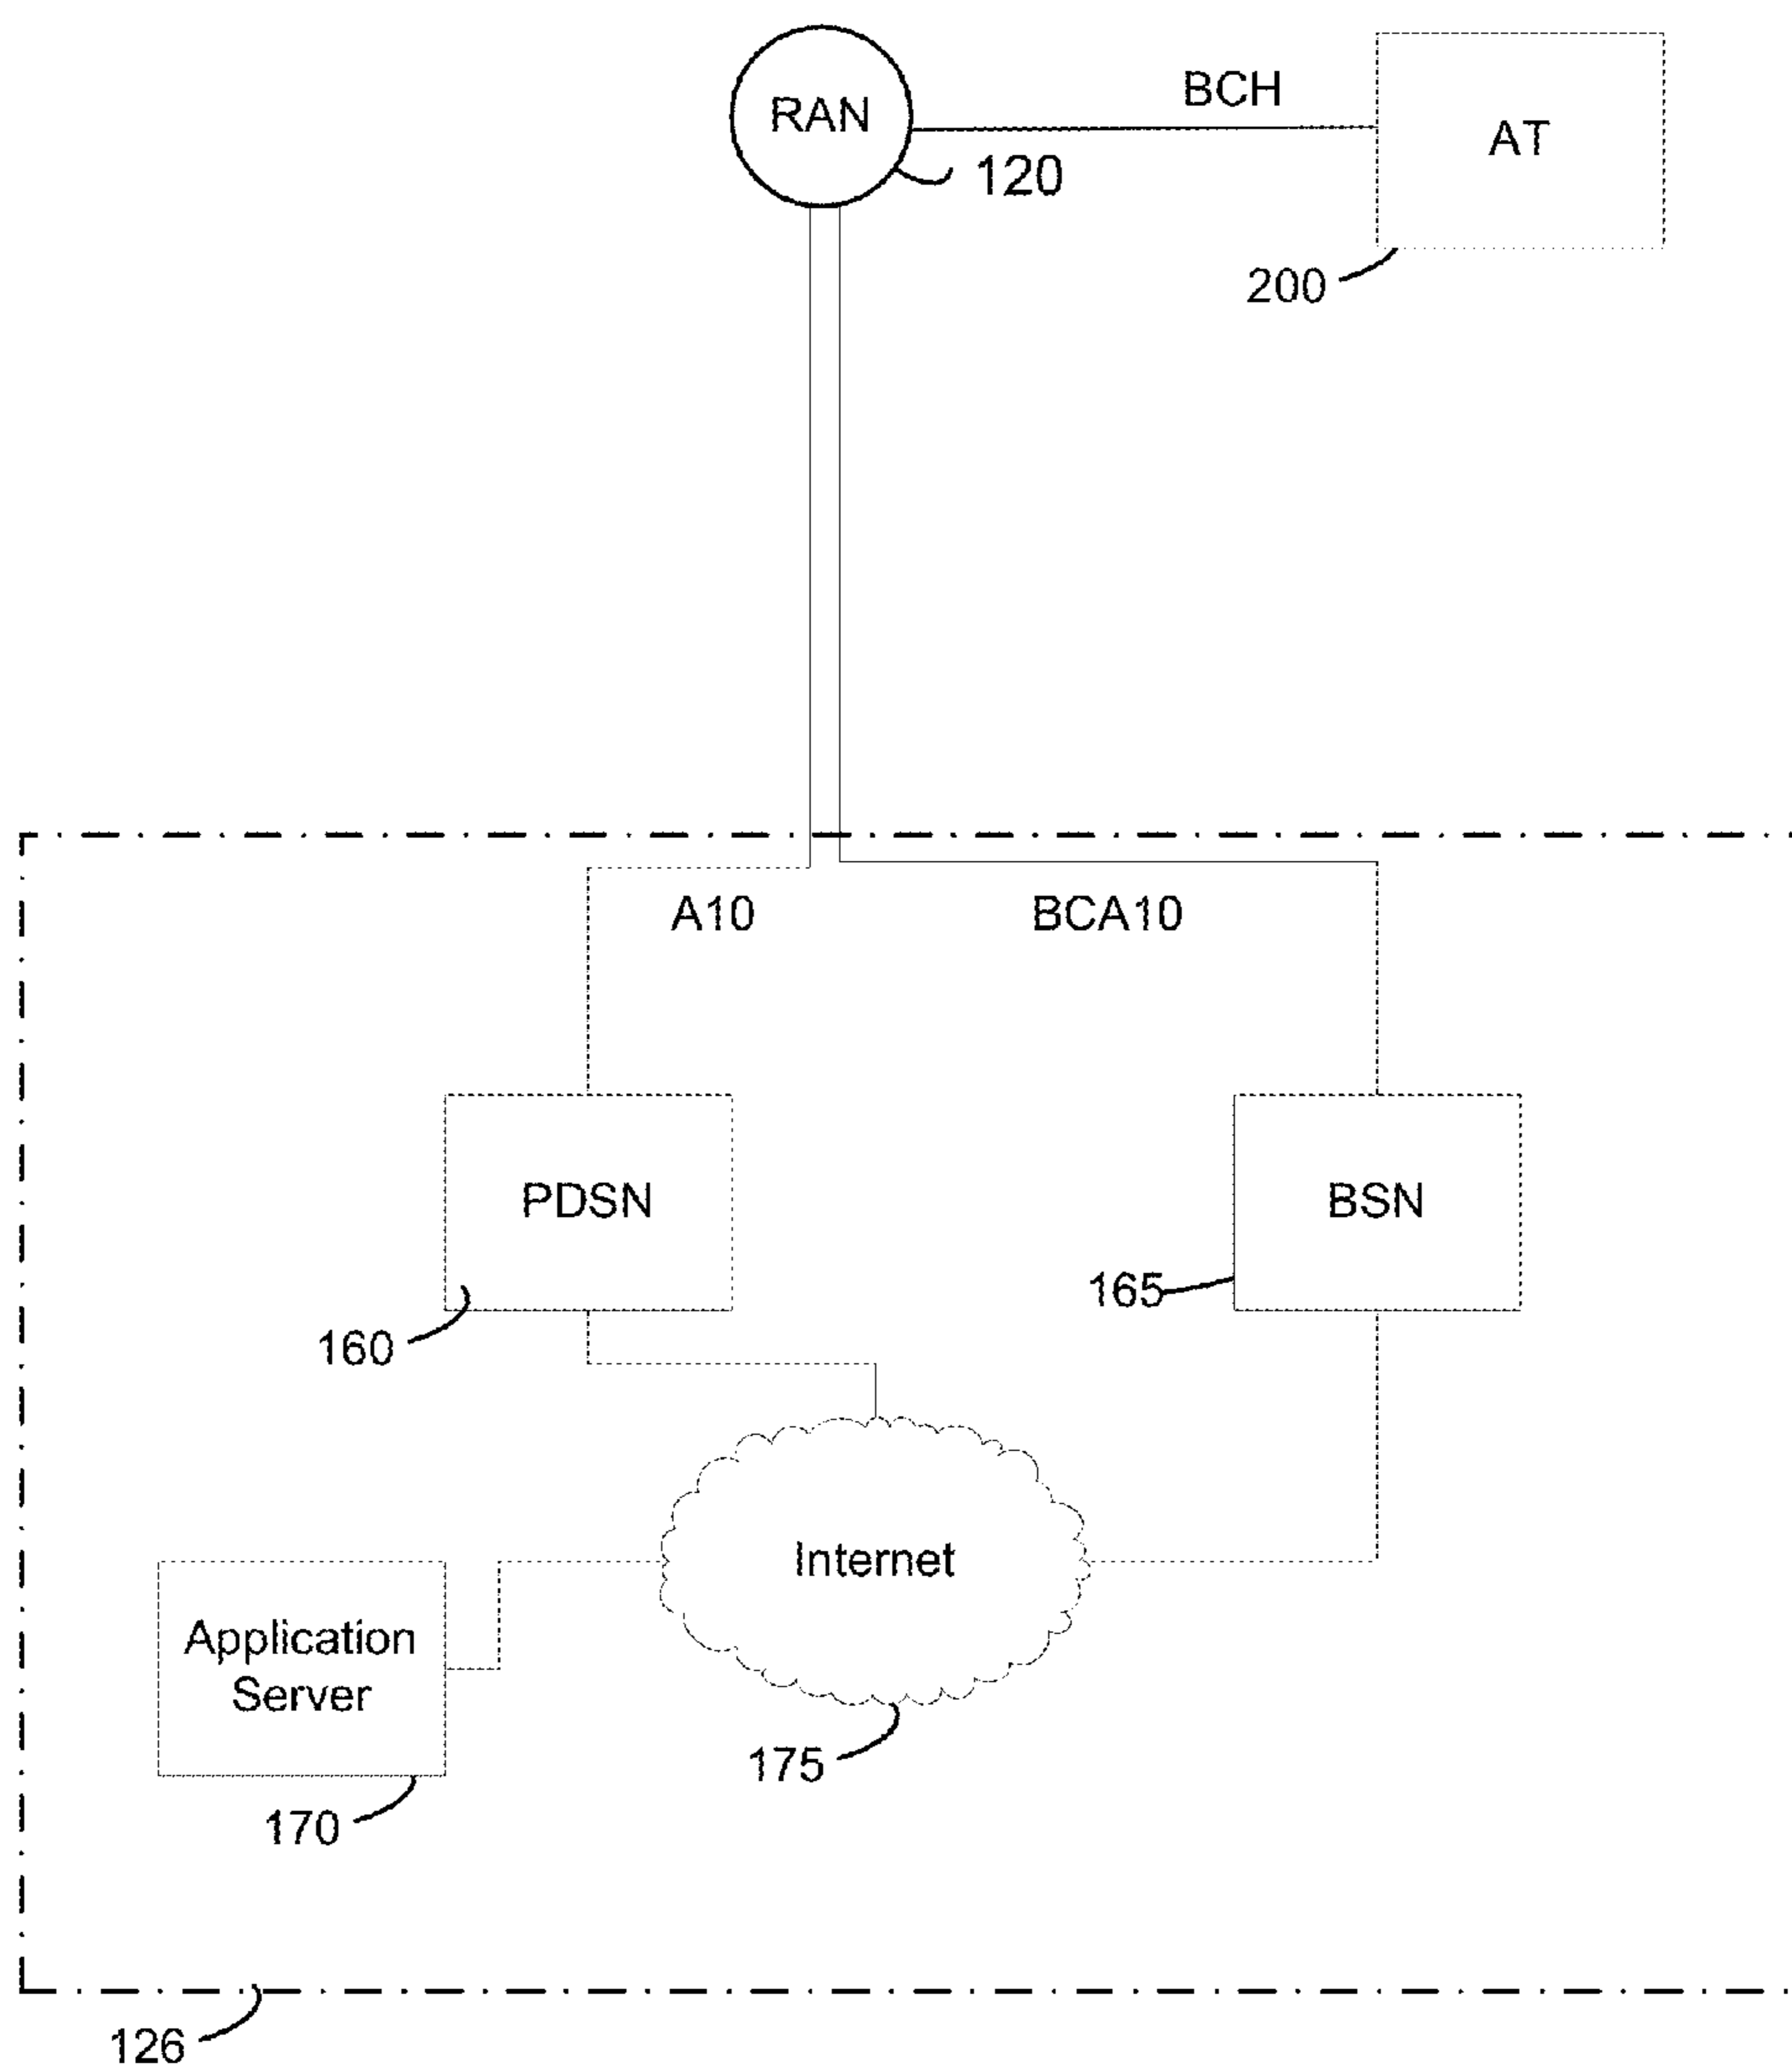 BCH
RAN
AT
120
200
A10
BCA10
PDSN
BSN
165
160
Internet
Application
Server
175
170
126